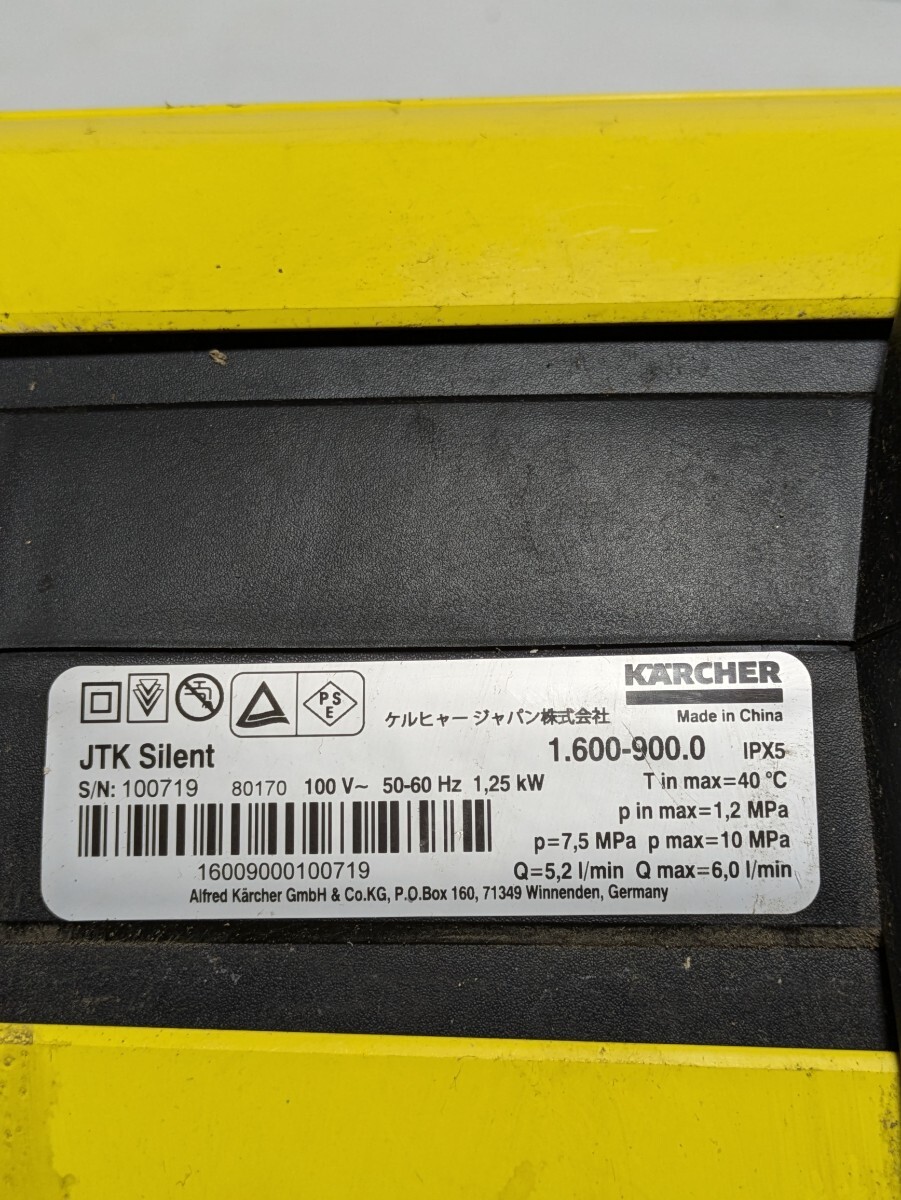 KÄRCHER
P S
E
ケルヒャー ジャパン株式会社
Made in China
JTK Silent
1.600-900.0 IPX5
S/N: 100719 80170 100 V~ 50-60 Hz 1,25 kW
T in max=40 °C
p in max=1,2 MPa
p=7,5 MPa p max=10 MPa
16009000100719
Q=5,2 l/min Q max=6,0 l/min
Alfred Kärcher GmbH & Co.KG, P.O.Box 160, 71349 Winnenden, Germany